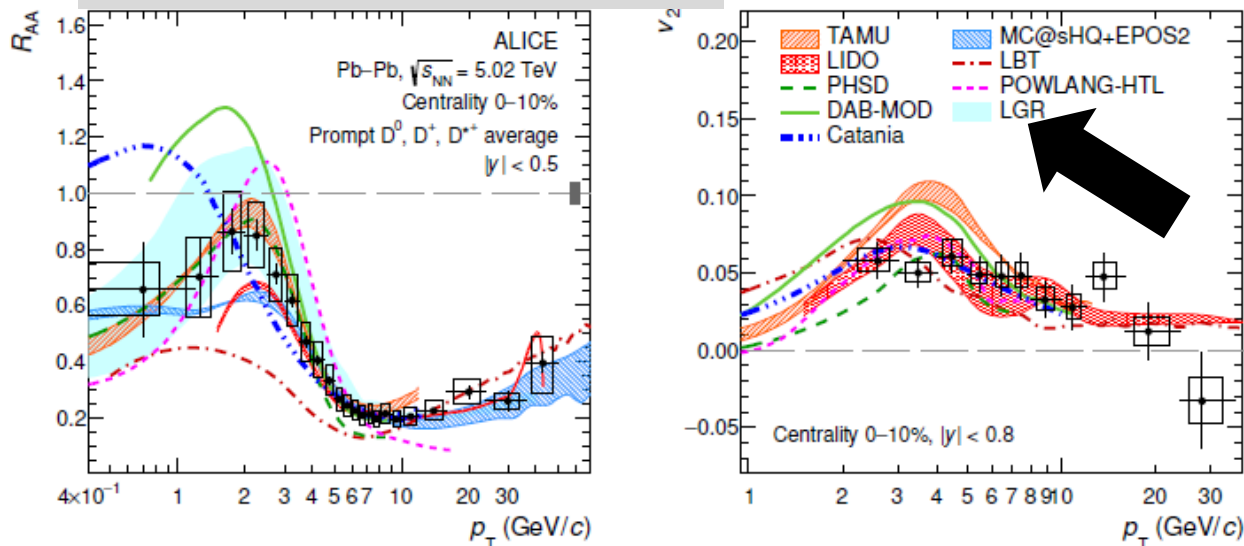 R_AA
1.6
1.4
1.2
1.0
0.8
0.6
0.4
0.2
ALICE
Pb–Pb, √s_NN = 5.02 TeV
Centrality 0–10%
Prompt D⁰, D⁺, D*⁺ average
|y| < 0.5
4×10⁻¹ 1 2 3 4 5 6 7 10 20 30
p_T (GeV/c)
v_2
0.20
0.15
0.10
0.05
0.00
−0.05
TAMU
LIDO
PHSD
DAB-MOD
Catania
MC@sHQ+EPOS2
LBT
POWLANG-HTL
LGR
Centrality 0–10%, |y| < 0.8
1 2 3 4 5 6 7 8 9 10 20 30
p_T (GeV/c)